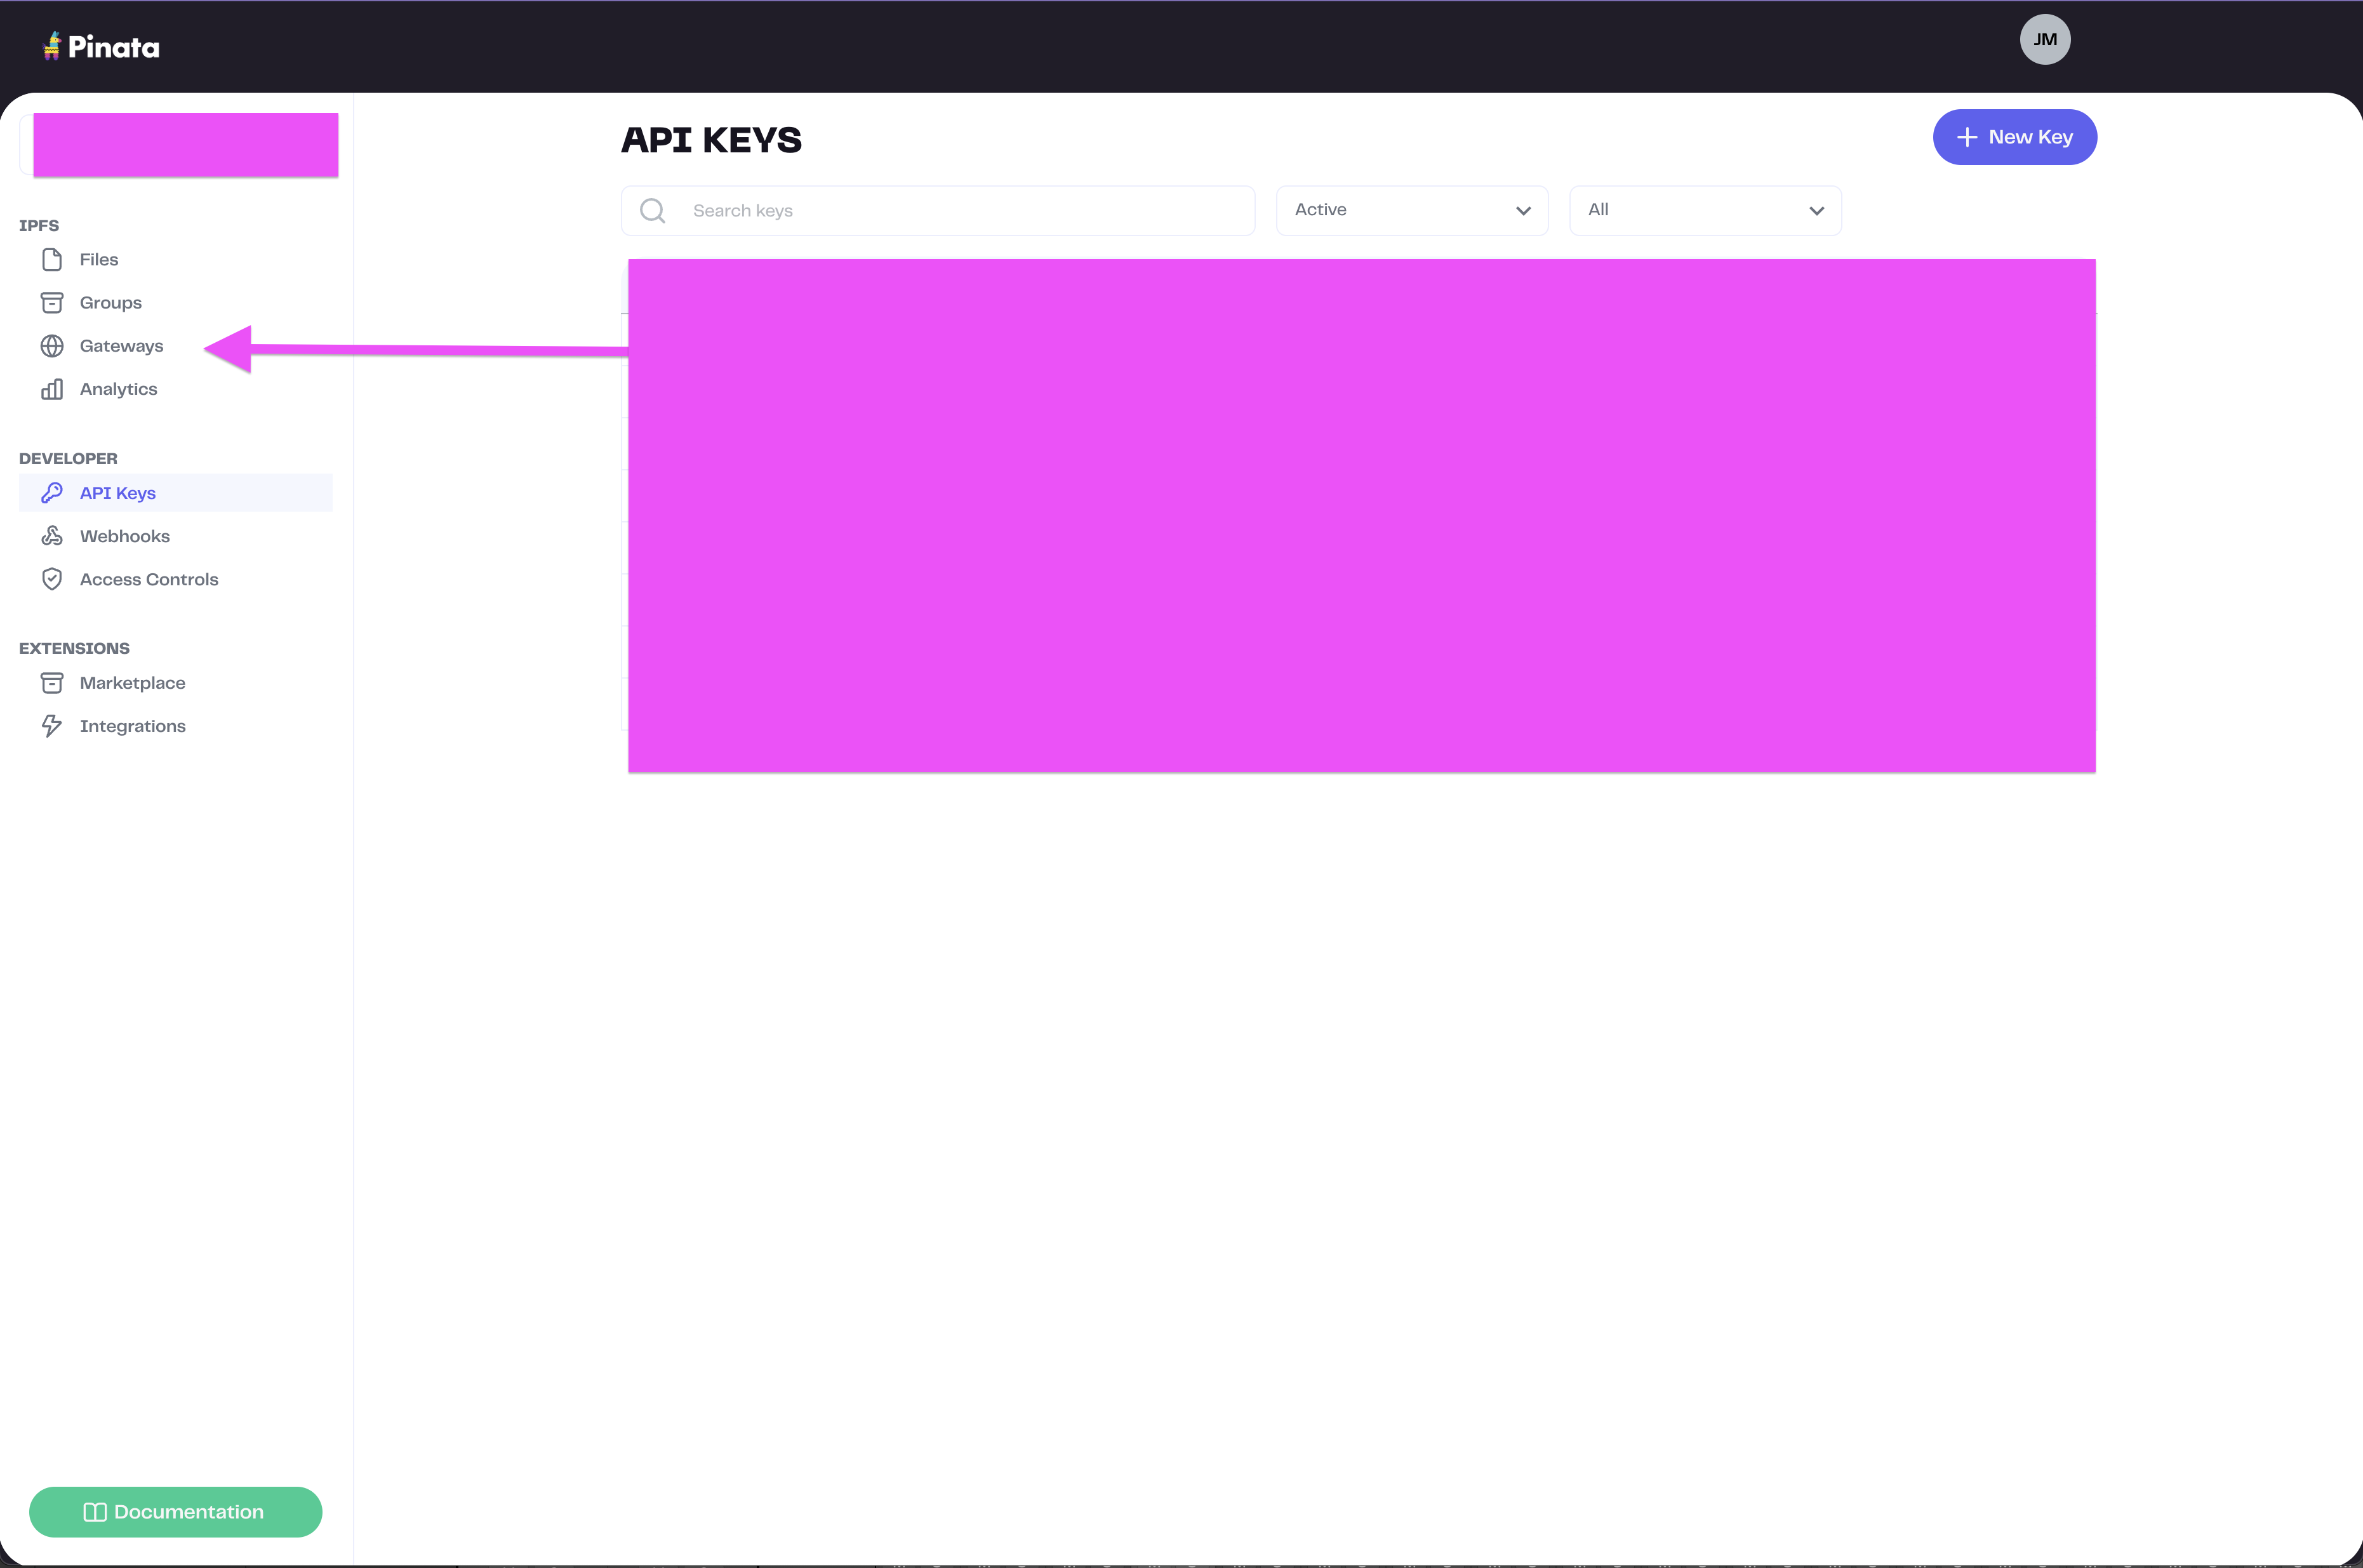 Pinata
JM
API KEYS
New Key
Search keys
Active
All
IPFS
Files
Groups
Gateways
Analytics
DEVELOPER
API Keys
Webhooks
Access Controls
EXTENSIONS
Marketplace
Integrations
Documentation